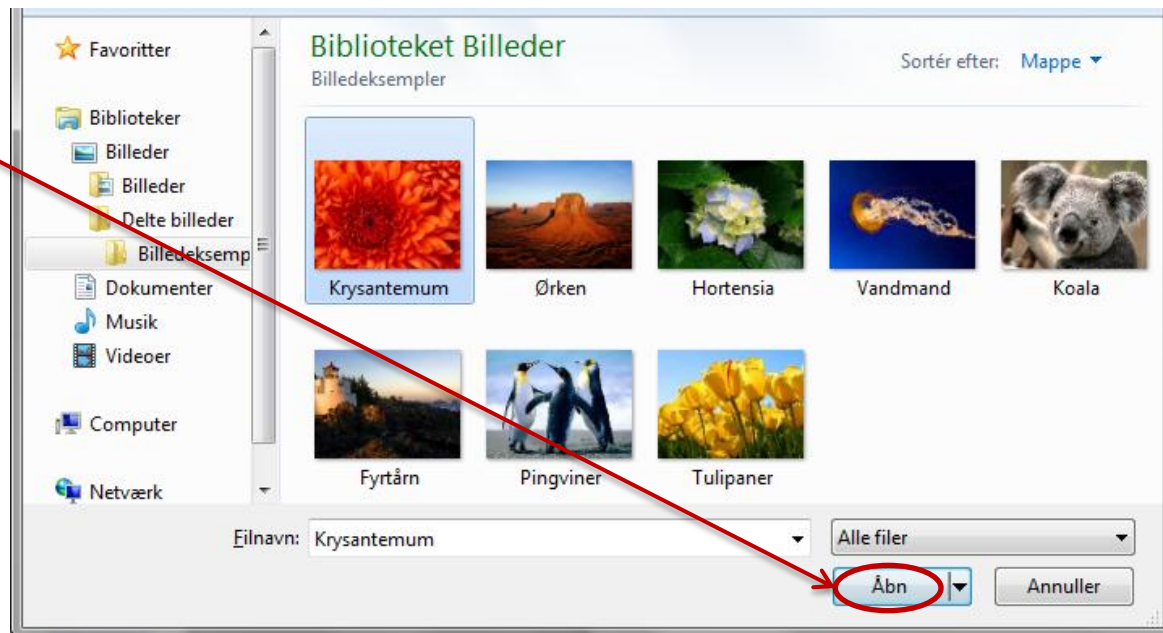 Favoritter
Biblioteker
Billeder
Billeder
Delte billeder
Billedeksemp
Dokumenter
Musik
Videoer
Computer
Netværk
Biblioteket Billeder
Billedeksempler
Sortér efter: Mappe
Krysantemum
Ørken
Hortensia
Vandmand
Koala
Fyrtårn
Pingviner
Tulipaner
Filnavn: Krysantemum
Alle filer
Åbn
Annuller